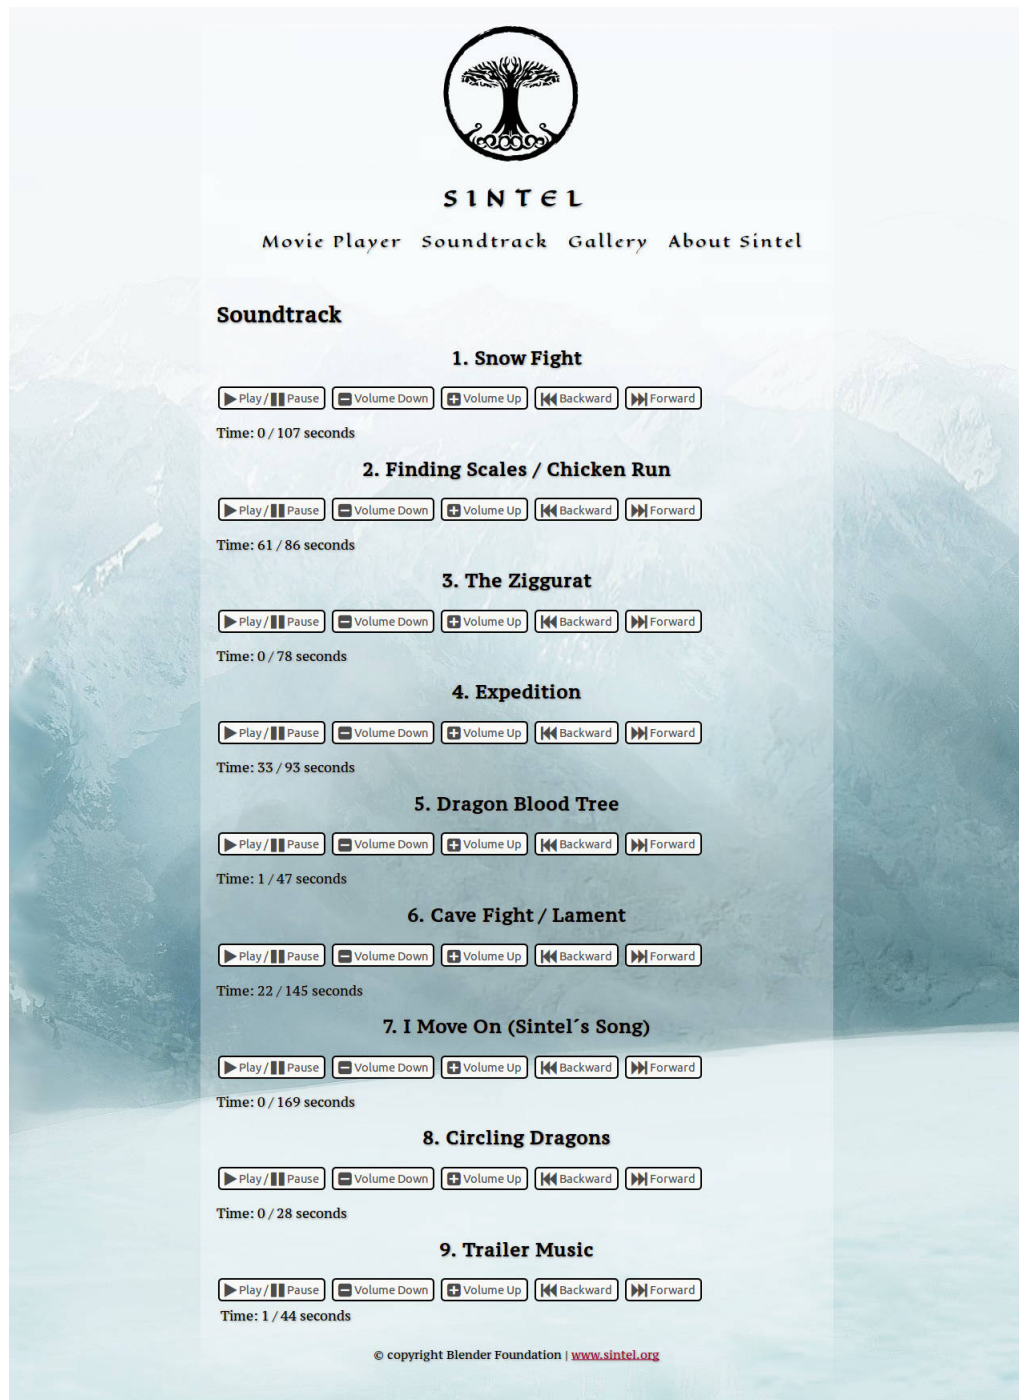 SINTEL
Movie Player Soundtrack Gallery About Sintel
Soundtrack
1. Snow Fight
Play / Pause Volume Down Volume Up Backward Forward
Time: 0 / 107 seconds
2. Finding Scales / Chicken Run
Play / Pause Volume Down Volume Up Backward Forward
Time: 61 / 86 seconds
3. The Ziggurat
Play / Pause Volume Down Volume Up Backward Forward
Time: 0 / 78 seconds
4. Expedition
Play / Pause Volume Down Volume Up Backward Forward
Time: 33 / 93 seconds
5. Dragon Blood Tree
Play / Pause Volume Down Volume Up Backward Forward
Time: 1 / 47 seconds
6. Cave Fight / Lament
Play / Pause Volume Down Volume Up Backward Forward
Time: 22 / 145 seconds
7. I Move On (Sintel´s Song)
Play / Pause Volume Down Volume Up Backward Forward
Time: 0 / 169 seconds
8. Circling Dragons
Play / Pause Volume Down Volume Up Backward Forward
Time: 0 / 28 seconds
9. Trailer Music
Play / Pause Volume Down Volume Up Backward Forward
Time: 1 / 44 seconds
© copyright Blender Foundation | www.sintel.org